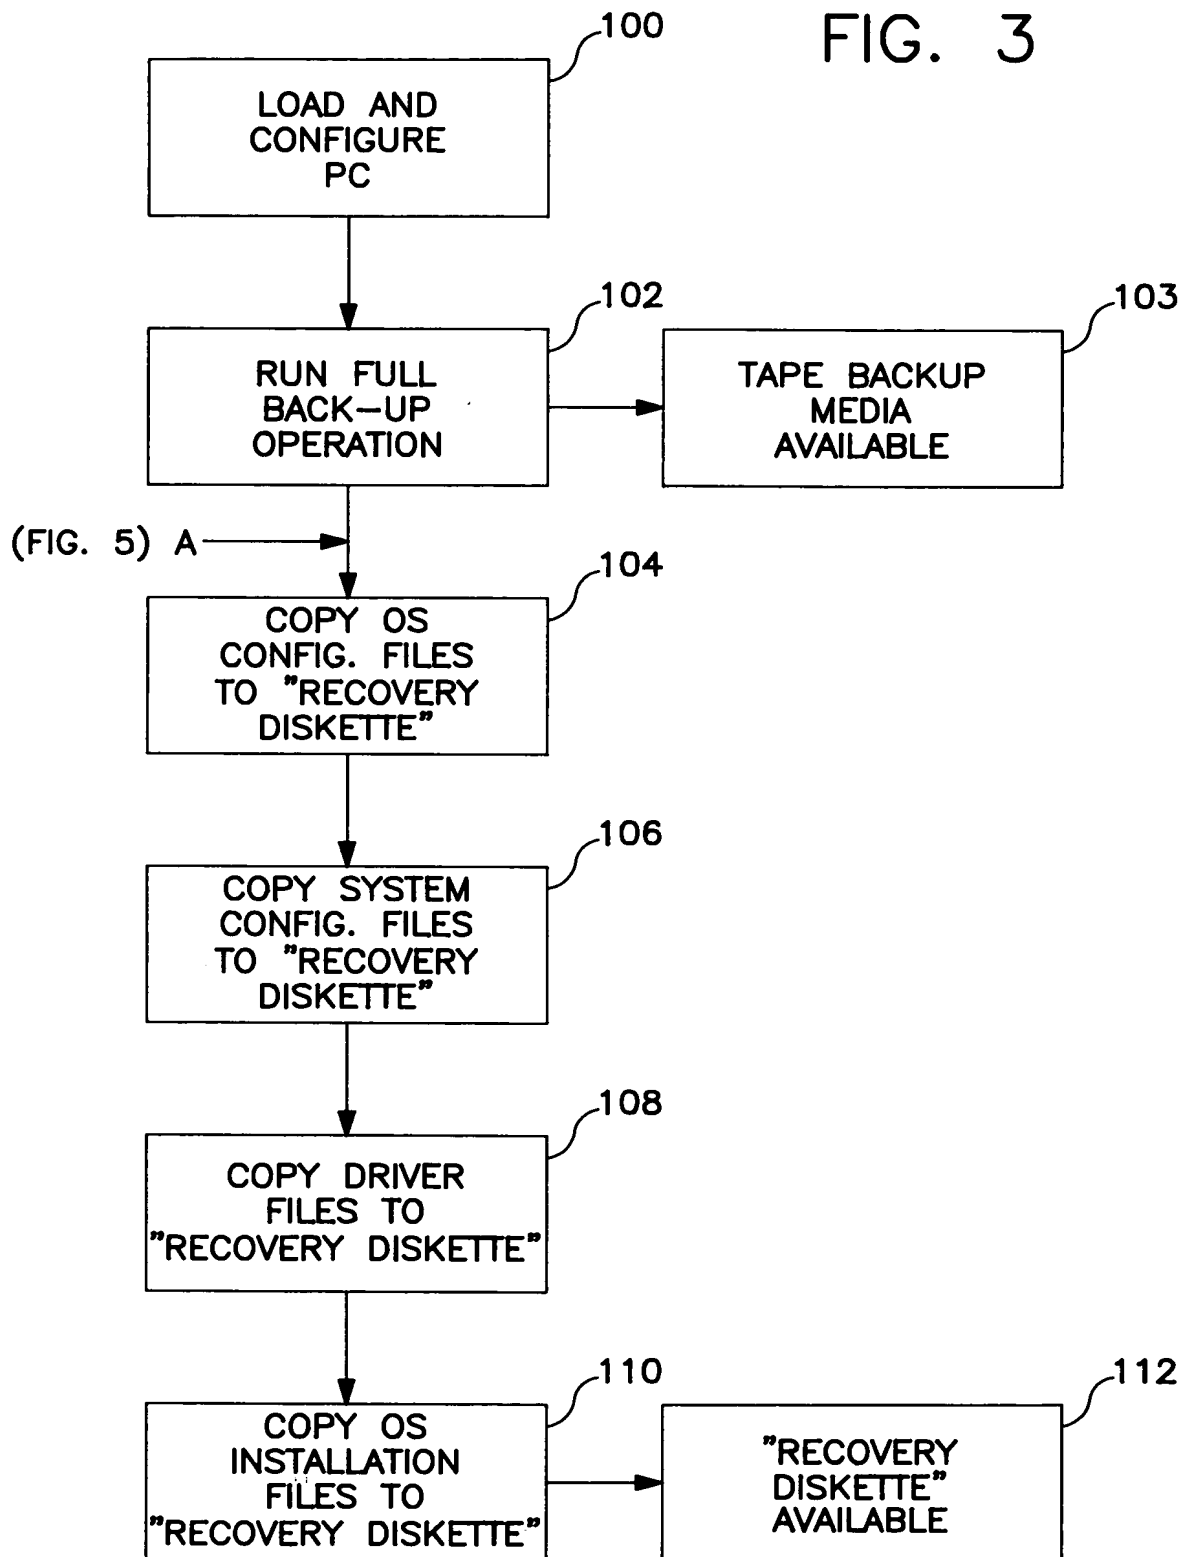 FIG. 3
100
LOAD AND
CONFIGURE
PC
102
RUN FULL
BACK-UP
OPERATION
103
TAPE BACKUP
MEDIA
AVAILABLE
(FIG. 5) A
104
COPY OS
CONFIG. FILES
TO "RECOVERY
DISKETTE"
106
COPY SYSTEM
CONFIG. FILES
TO "RECOVERY
DISKETTE"
108
COPY DRIVER
FILES TO
"RECOVERY DISKETTE"
110
COPY OS
INSTALLATION
FILES TO
"RECOVERY DISKETTE"
112
"RECOVERY
DISKETTE"
AVAILABLE